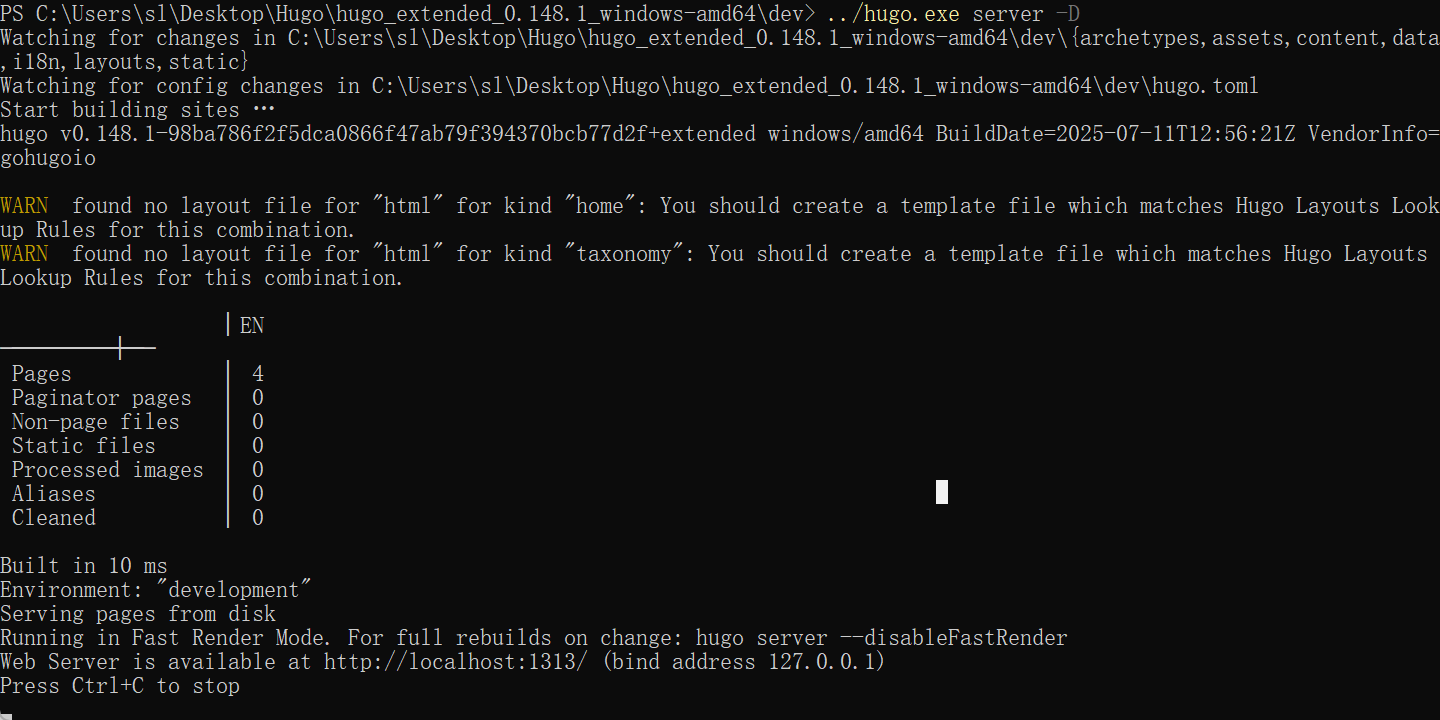 PS C:\Users\sl\Desktop\Hugo\hugo_extended_0.148.1_windows-amd64\dev> ../hugo.exe server -D
Watching for changes in C:\Users\sl\Desktop\Hugo\hugo_extended_0.148.1_windows-amd64\dev\{archetypes,assets,content,data
,i18n,layouts,static}
Watching for config changes in C:\Users\sl\Desktop\Hugo\hugo_extended_0.148.1_windows-amd64\dev\hugo.toml
Start building sites …
hugo v0.148.1-98ba786f2f5dca0866f47ab79f394370bcb77d2f+extended windows/amd64 BuildDate=2025-07-11T12:56:21Z VendorInfo=
gohugoio
WARN  found no layout file for "html" for kind "home": You should create a template file which matches Hugo Layouts Look
up Rules for this combination.
WARN  found no layout file for "html" for kind "taxonomy": You should create a template file which matches Hugo Layouts
Lookup Rules for this combination.
│ EN
──────────┼───
Pages │ 4
Paginator pages │ 0
Non-page files │ 0
Static files │ 0
Processed images │ 0
Aliases │ 0
Cleaned │ 0
Built in 10 ms
Environment: "development"
Serving pages from disk
Running in Fast Render Mode. For full rebuilds on change: hugo server --disableFastRender
Web Server is available at http://localhost:1313/ (bind address 127.0.0.1)
Press Ctrl+C to stop